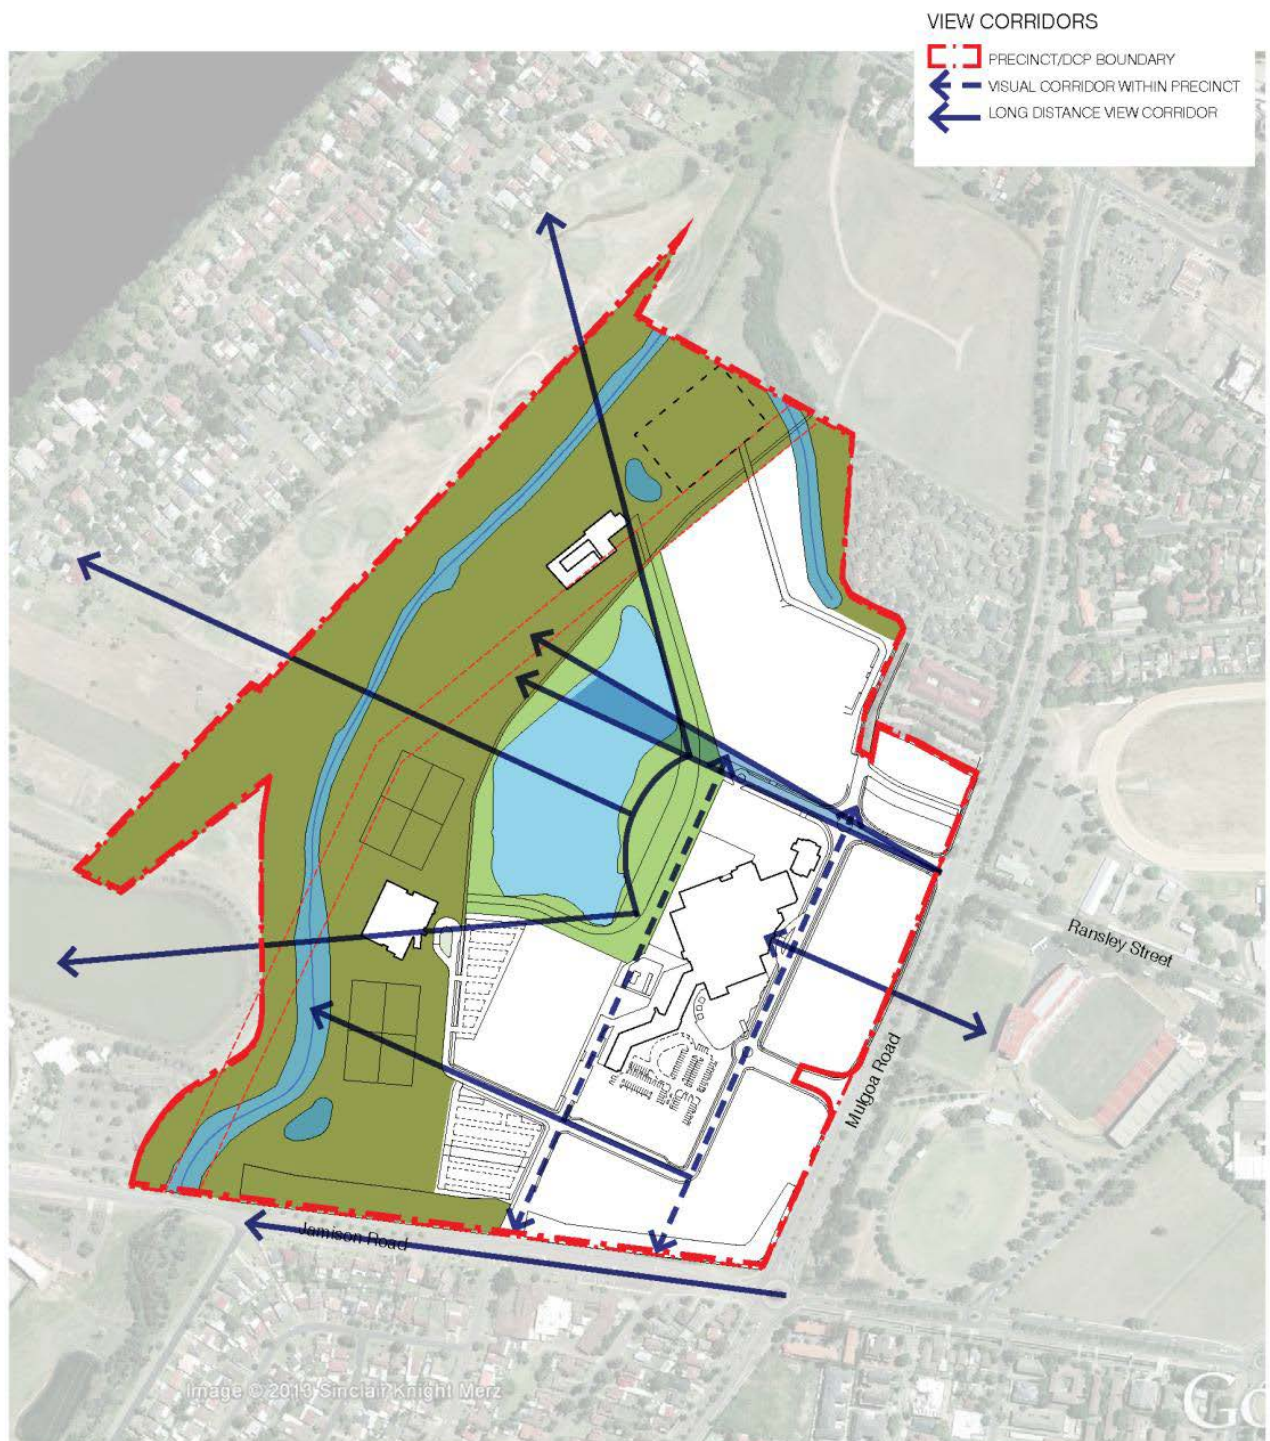 VIEW CORRIDORS
PRECINCT/DCP BOUNDARY
VISUAL CORRIDOR WITHIN PRECINCT
LONG DISTANCE VIEW CORRIDOR
Ransley Street
Mulgoa Road
Jamison Road
Image © 2013 Sinclair Knight Merz
Go